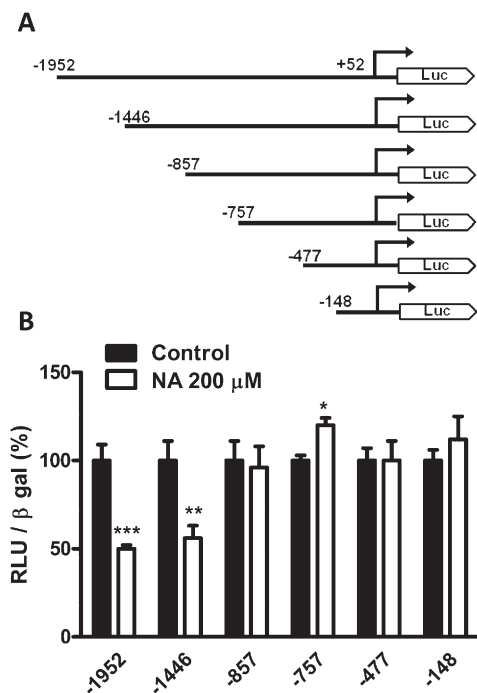 A
-1952
+52
Luc
-1446
Luc
-857
Luc
-757
Luc
-477
Luc
-148
Luc
B
Control
NA 200 µM
RLU / β gal (%)
150
100
50
0
***
**
*
-1952
-1446
-857
-757
-477
-148